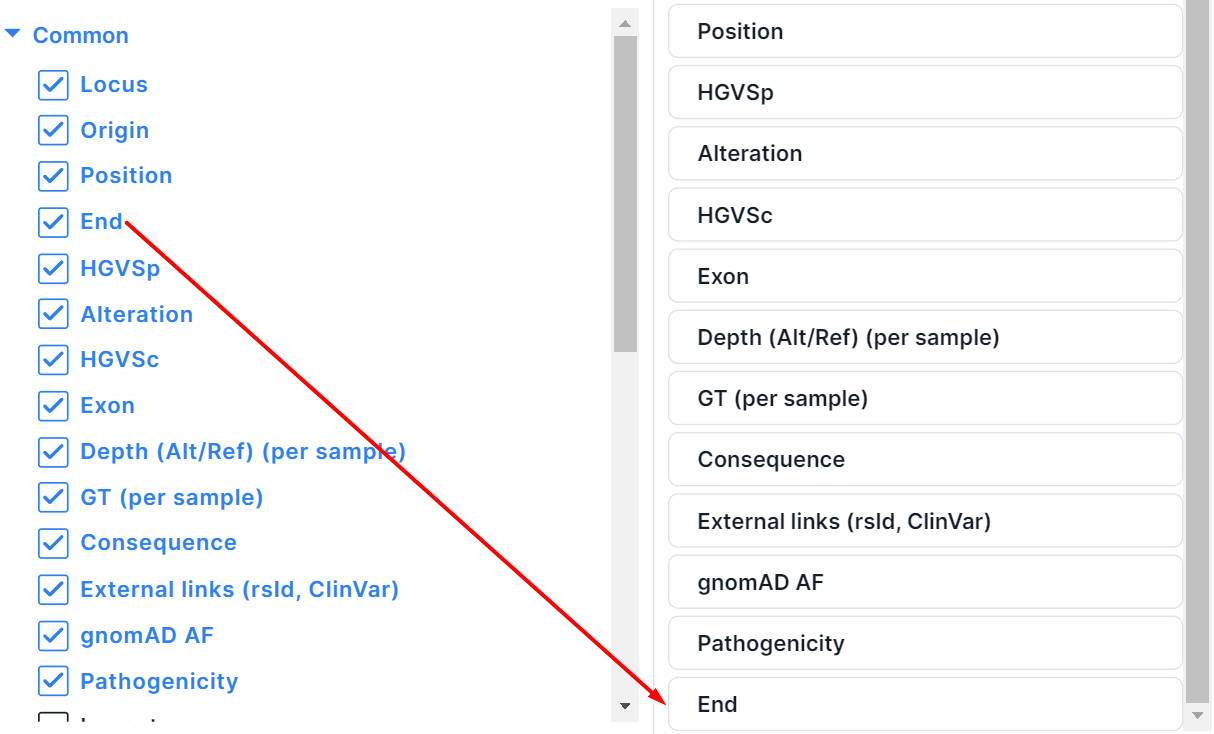 Common
Locus
Origin
Position
End
HGVSp
Alteration
HGVSc
Exon
Depth (Alt/Ref) (per sample)
GT (per sample)
Consequence
External links (rsId, ClinVar)
gnomAD AF
Pathogenicity
Position
HGVSp
Alteration
HGVSc
Exon
Depth (Alt/Ref) (per sample)
GT (per sample)
Consequence
External links (rsId, ClinVar)
gnomAD AF
Pathogenicity
End